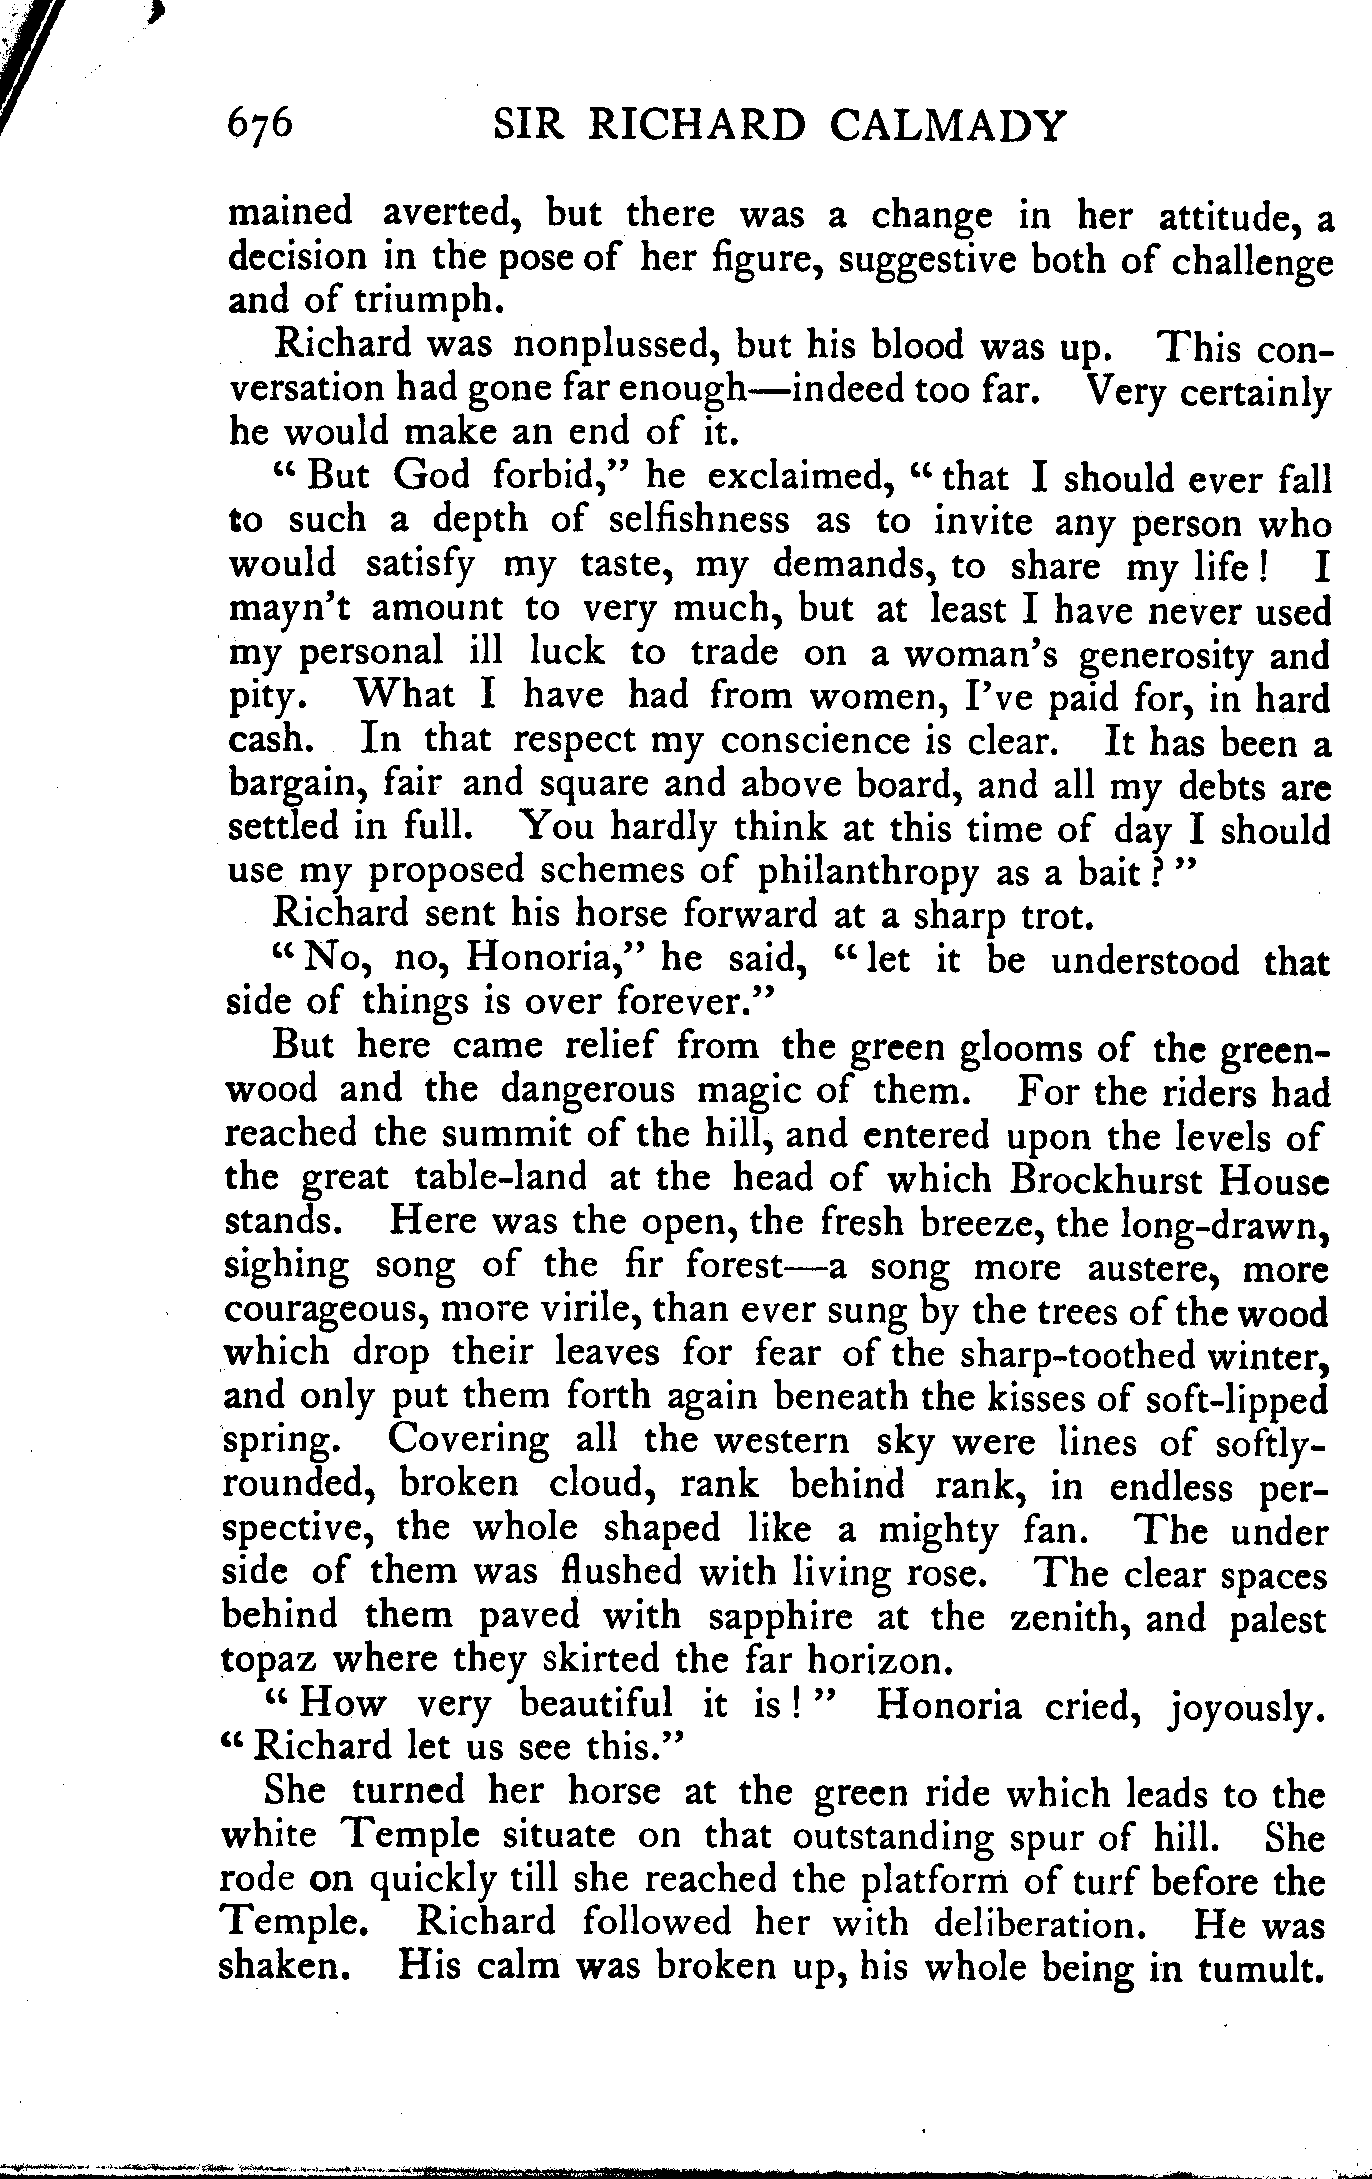 676 SIR RICHARD CALMADY
mained averted, but there was a change in her attitude, a
decision in the pose of her figure, suggestive both of challenge
and of triumph.
Richard was nonplussed, but his blood was up. This con-
versation had gone far enough—indeed too far. Very certainly
he would make an end of it.
“But God forbid,” he exclaimed, “that I should ever fall
to such a depth of selfishness as to invite any person who
would satisfy my taste, my demands, to share my life! I
mayn't amount to very much, but at least I have never used
my personal ill luck to trade on a woman's generosity and
pity. What I have had from women, I've paid for, in hard
cash. In that respect my conscience is clear. It has been a
bargain, fair and square and above board, and all my debts are
settled in full. You hardly think at this time of day I should
use my proposed schemes of philanthropy as a bait?”
Richard sent his horse forward at a sharp trot.
“No, no, Honoria,” he said, “let it be understood that
side of things is over forever.”
But here came relief from the green glooms of the green-
wood and the dangerous magic of them. For the riders had
reached the summit of the hill, and entered upon the levels of
the great table-land at the head of which Brockhurst House
stands. Here was the open, the fresh breeze, the long-drawn,
sighing song of the fir forest—a song more austere, more
courageous, more virile, than ever sung by the trees of the wood
which drop their leaves for fear of the sharp-toothed winter,
and only put them forth again beneath the kisses of soft-lipped
spring. Covering all the western sky were lines of softly-
rounded, broken cloud, rank behind rank, in endless per-
spective, the whole shaped like a mighty fan. The under
side of them was flushed with living rose. The clear spaces
behind them paved with sapphire at the zenith, and palest
topaz where they skirted the far horizon.
“How very beautiful it is!” Honoria cried, joyously.
“Richard let us see this.”
She turned her horse at the green ride which leads to the
white Temple situate on that outstanding spur of hill. She
rode on quickly till she reached the platform of turf before the
Temple. Richard followed her with deliberation. He was
shaken. His calm was broken up, his whole being in tumult.